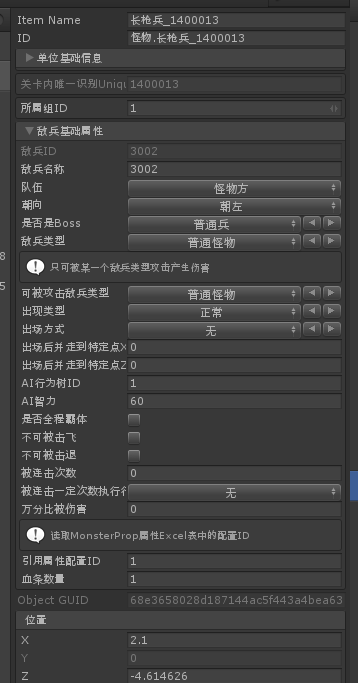 Item Name 长枪兵_1400013
ID 怪物.长枪兵_1400013
单位基础信息
关卡内唯一识别Uniqu 1400013
所属组ID 1
敌兵基础属性
敌兵ID 3002
敌兵名称 3002
队伍 怪物方
朝向 朝左
是否是Boss 普通兵
敌兵类型 普通怪物
只可被某一个敌兵类型攻击产生伤害
可被攻击敌兵类型 普通怪物
出现类型 正常
出场方式 无
出场后并走到特定点X 0
出场后并走到特定点Z 0
AI行为树ID 1
AI智力 60
是否全程霸体
不可被击飞
不可被击退
被连击次数 0
被连击一定次数执行行 无
万分比被伤害 0
读取MonsterProp属性Excel表中的配置ID
引用属性配置ID 1
血条数量 1
Object GUID 68e3658028d187144ac5f443a4bea63
位置
X 2.1
Y 0
Z -4.614626
8
5